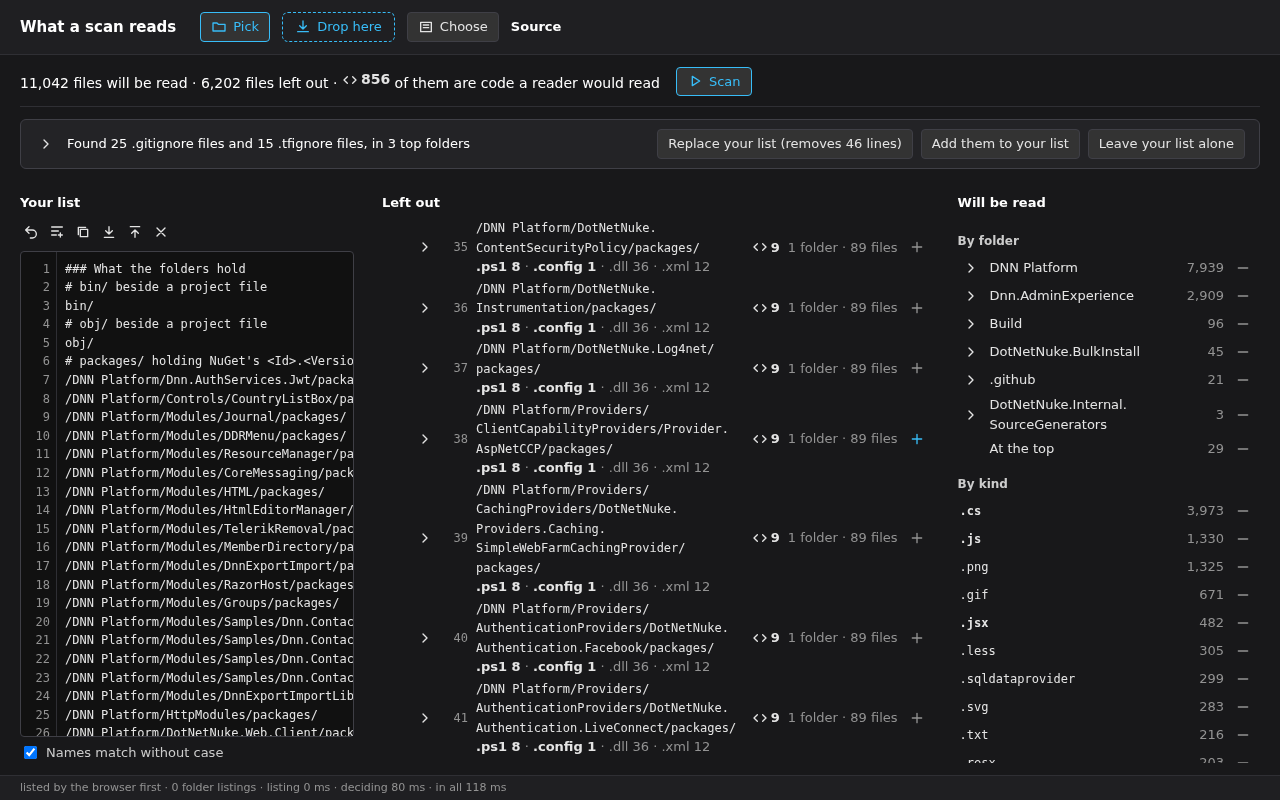 What a scan reads
Pick
Drop here
Choose
Source
11,042 files will be read · 6,202 files left out · <> 856 of them are code a reader would read
Scan
Found 25 .gitignore files and 15 .tfignore files, in 3 top folders
Replace your list (removes 46 lines)
Add them to your list
Leave your list alone
Your list
1 ### What the folders hold
2 # bin/ beside a project file
3 bin/
4 # obj/ beside a project file
5 obj/
6 # packages/ holding NuGet's <Id>.<Versio
7 /DNN Platform/Dnn.AuthServices.Jwt/packa
8 /DNN Platform/Controls/CountryListBox/pa
9 /DNN Platform/Modules/Journal/packages/
10 /DNN Platform/Modules/DDRMenu/packages/
11 /DNN Platform/Modules/ResourceManager/pa
12 /DNN Platform/Modules/CoreMessaging/pack
13 /DNN Platform/Modules/HTML/packages/
14 /DNN Platform/Modules/HtmlEditorManager/
15 /DNN Platform/Modules/TelerikRemoval/pac
16 /DNN Platform/Modules/MemberDirectory/pa
17 /DNN Platform/Modules/DnnExportImport/pa
18 /DNN Platform/Modules/RazorHost/packages
19 /DNN Platform/Modules/Groups/packages/
20 /DNN Platform/Modules/Samples/Dnn.Contac
21 /DNN Platform/Modules/Samples/Dnn.Contac
22 /DNN Platform/Modules/Samples/Dnn.Contac
23 /DNN Platform/Modules/Samples/Dnn.Contac
24 /DNN Platform/Modules/DnnExportImportLib
25 /DNN Platform/HttpModules/packages/
26 /DNN Platform/DotNetNuke.Web.Client/pack
Names match without case
Left out
/DNN Platform/DotNetNuke.
35 ContentSecurityPolicy/packages/ <> 9 1 folder · 89 files
.ps1 8 · .config 1 · .dll 36 · .xml 12
/DNN Platform/DotNetNuke.
36 Instrumentation/packages/ <> 9 1 folder · 89 files
.ps1 8 · .config 1 · .dll 36 · .xml 12
/DNN Platform/DotNetNuke.Log4net/
37 packages/ <> 9 1 folder · 89 files
.ps1 8 · .config 1 · .dll 36 · .xml 12
/DNN Platform/Providers/
ClientCapabilityProviders/Provider.
38 AspNetCCP/packages/ <> 9 1 folder · 89 files
.ps1 8 · .config 1 · .dll 36 · .xml 12
/DNN Platform/Providers/
CachingProviders/DotNetNuke.
39 Providers.Caching. <> 9 1 folder · 89 files
SimpleWebFarmCachingProvider/
packages/
.ps1 8 · .config 1 · .dll 36 · .xml 12
/DNN Platform/Providers/
AuthenticationProviders/DotNetNuke.
40 Authentication.Facebook/packages/ <> 9 1 folder · 89 files
.ps1 8 · .config 1 · .dll 36 · .xml 12
/DNN Platform/Providers/
AuthenticationProviders/DotNetNuke.
41 Authentication.LiveConnect/packages/ <> 9 1 folder · 89 files
.ps1 8 · .config 1 · .dll 36 · .xml 12
Will be read
By folder
DNN Platform 7,939
Dnn.AdminExperience 2,909
Build 96
DotNetNuke.BulkInstall 45
.github 21
DotNetNuke.Internal.
SourceGenerators 3
At the top 29
By kind
.cs 3,973
.js 1,330
.png 1,325
.gif 671
.jsx 482
.less 305
.sqldataprovider 299
.svg 283
.txt 216
.resx 203
listed by the browser first · 0 folder listings · listing 0 ms · deciding 80 ms · in all 118 ms